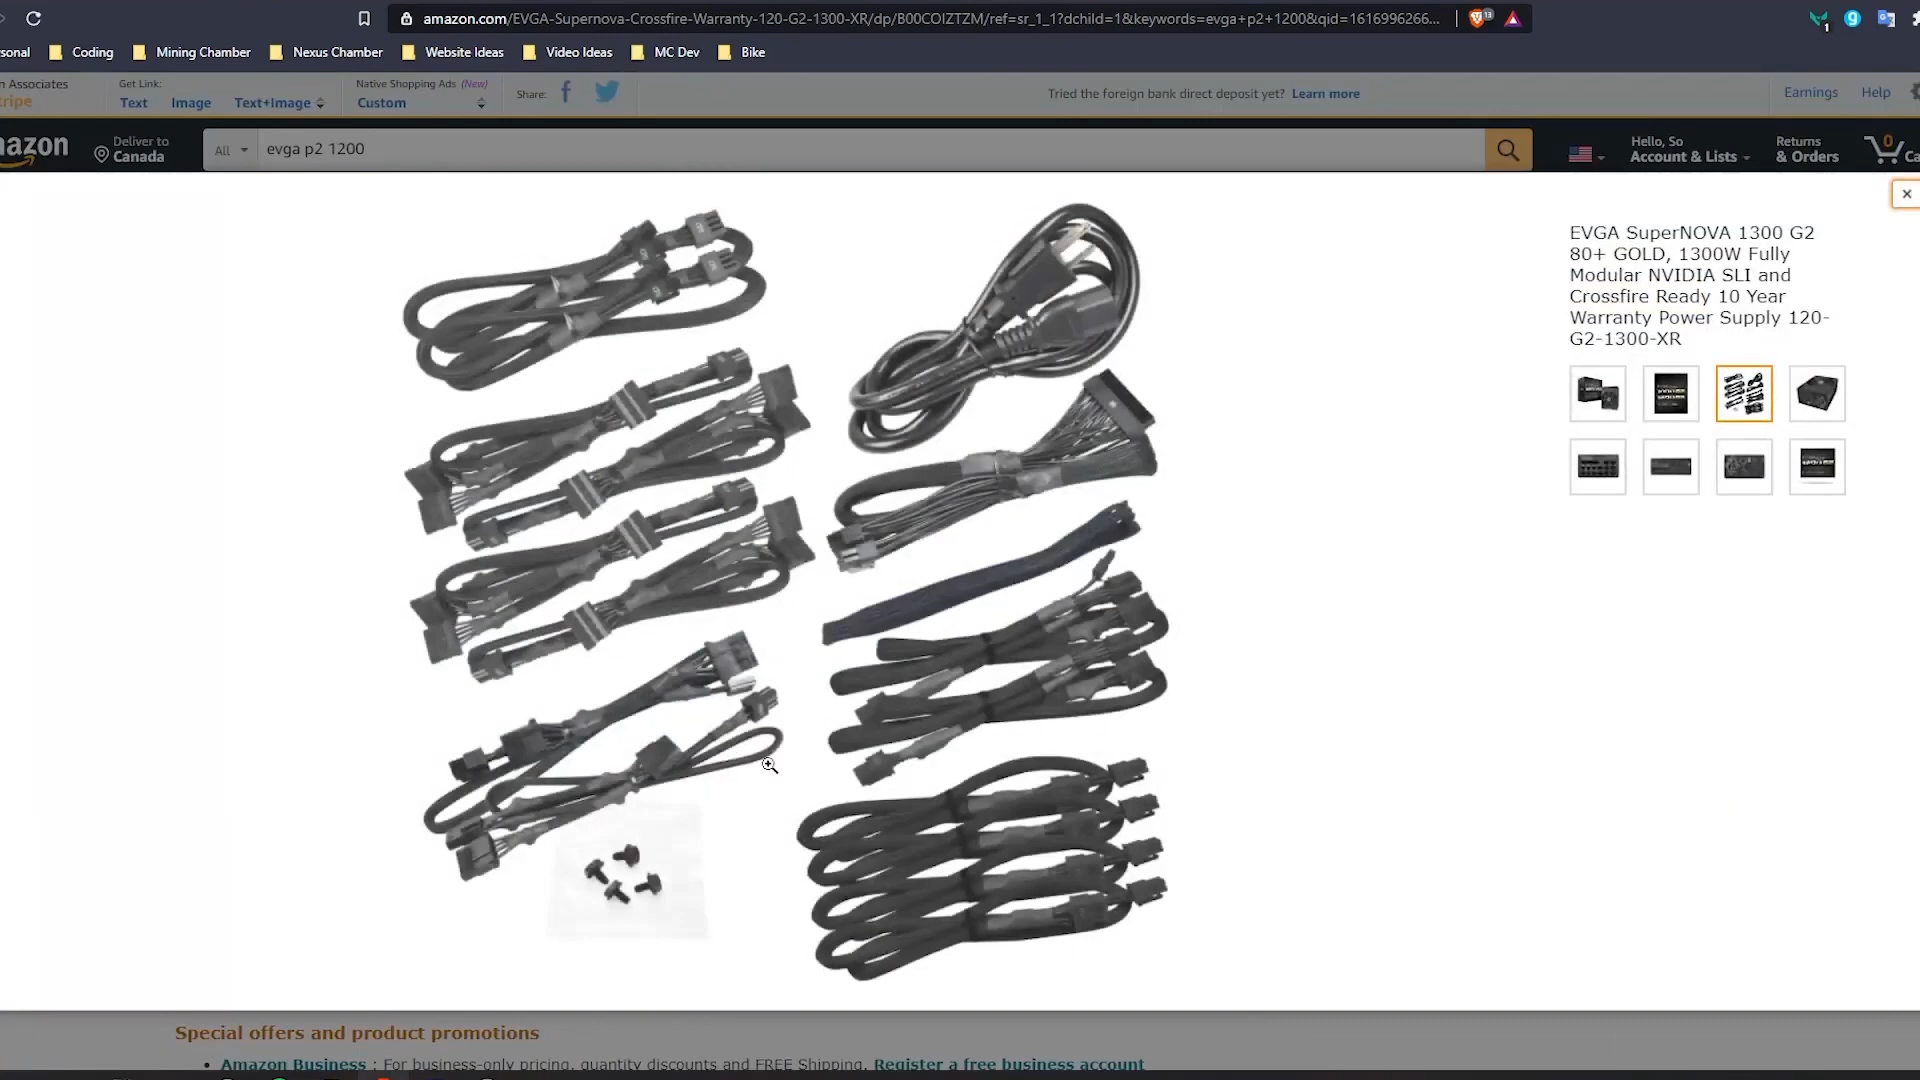 amazon.com/EVGA-Supernova-Crossfire-Warranty-120-G2-1300-XR/dp/B00COIZTZM/ref=sr_1_1?dchild=1&keywords=evga+p2+1200&qid=1616996266...
13
1
sonal
Coding
Mining Chamber
Nexus Chamber
Website Ideas
Video Ideas
MC Dev
Bike
n Associates
tripe
Get Link:
Text
Image
Text+Image
Native Shopping Ads (New)
Custom
Share:
Tried the foreign bank direct deposit yet? Learn more
Earnings
Help
nazon
Deliver to
Canada
All
evga p2 1200
Hello, So
Account & Lists
Returns
& Orders
0
Ca
EVGA SuperNOVA 1300 G2
80+ GOLD, 1300W Fully
Modular NVIDIA SLI and
Crossfire Ready 10 Year
Warranty Power Supply 120-
G2-1300-XR
Special offers and product promotions
Amazon Business : For business-only pricing, quantity discounts and FREE Shipping. Register a free business account